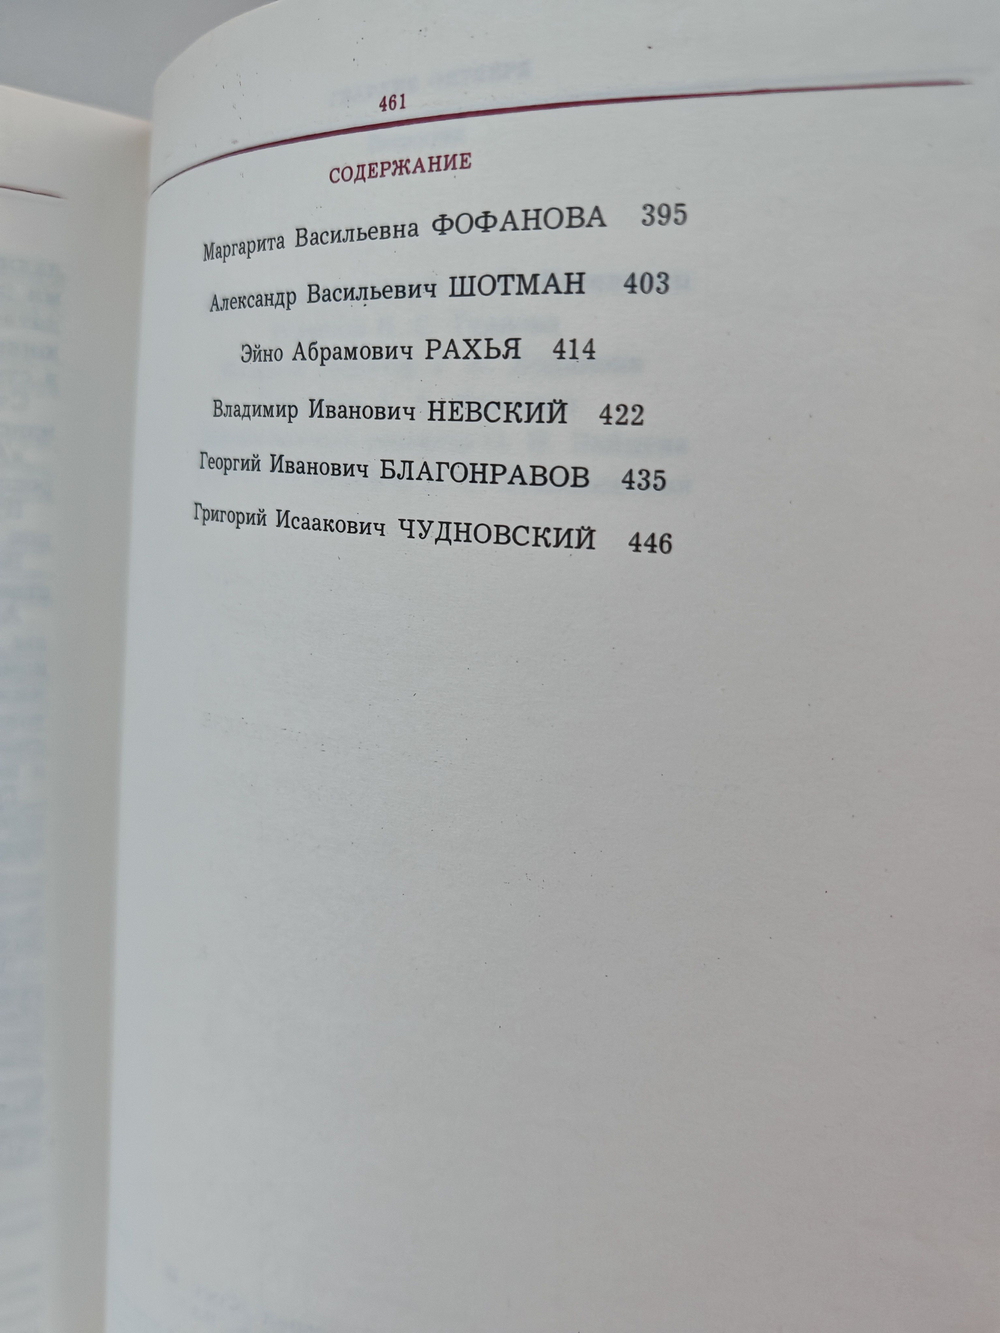 461
СОДЕРЖАНИЕ
Маргарита Васильевна ФОФАНОВА 395
Александр Васильевич ШОТМАН 403
Эйно Абрамович РАХЬЯ 414
Владимир Иванович НЕВСКИЙ 422
Георгий Иванович БЛАГОНРАВОВ 435
Григорий Исаакович ЧУДНОВСКИЙ 446